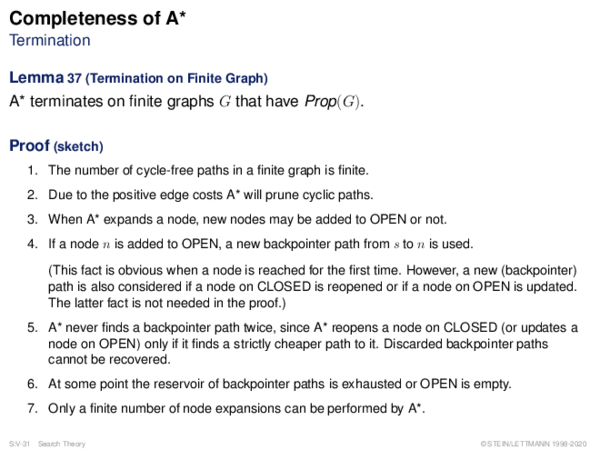 Completeness of A*
Termination
Lemma 37 (Termination on Finite Graph)
A* terminates on finite graphs G that have Prop(G).
Proof (sketch)
1. The number of cycle-free paths in a finite graph is finite.
2. Due to the positive edge costs A* will prune cyclic paths.
3. When A* expands a node, new nodes may be added to OPEN or not.
4. If a node n is added to OPEN, a new backpointer path from s to n is used.
(This fact is obvious when a node is reached for the first time. However, a new (backpointer)
path is also considered if a node on CLOSED is reopened or if a node on OPEN is updated.
The latter fact is not needed in the proof.)
5. A* never finds a backpointer path twice, since A* reopens a node on CLOSED (or updates a
node on OPEN) only if it finds a strictly cheaper path to it. Discarded backpointer paths
cannot be recovered.
6. At some point the reservoir of backpointer paths is exhausted or OPEN is empty.
7. Only a finite number of node expansions can be performed by A*.
S:V-31 Search Theory
©STEIN/LETTMANN 1998-2020